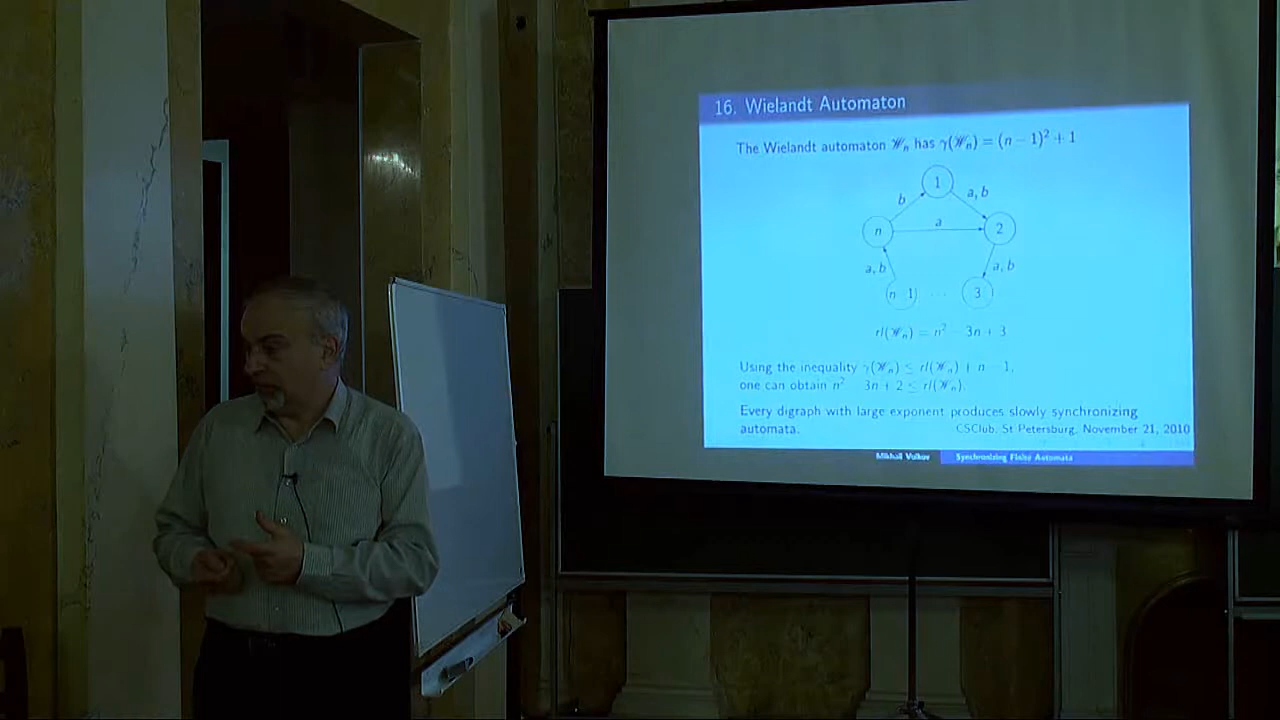 16. Wielandt Automaton
The Wielandt automaton 𝒲ₙ has γ(𝒲ₙ) = (n − 1)² + 1
1
b
a, b
n
a
2
a, b
a, b
(n − 1)
. . .
3
rl(𝒲ₙ) = n² − 3n + 3
Using the inequality γ(𝒲ₙ) ≤ rl(𝒲ₙ) + n − 1,
one can obtain n² − 3n + 2 ≤ rl(𝒲ₙ).
Every digraph with large exponent produces slowly synchronizing
automata.
CSClub, St Petersburg, November 21, 2010
Mikhail Volkov
Synchronizing Finite Automata